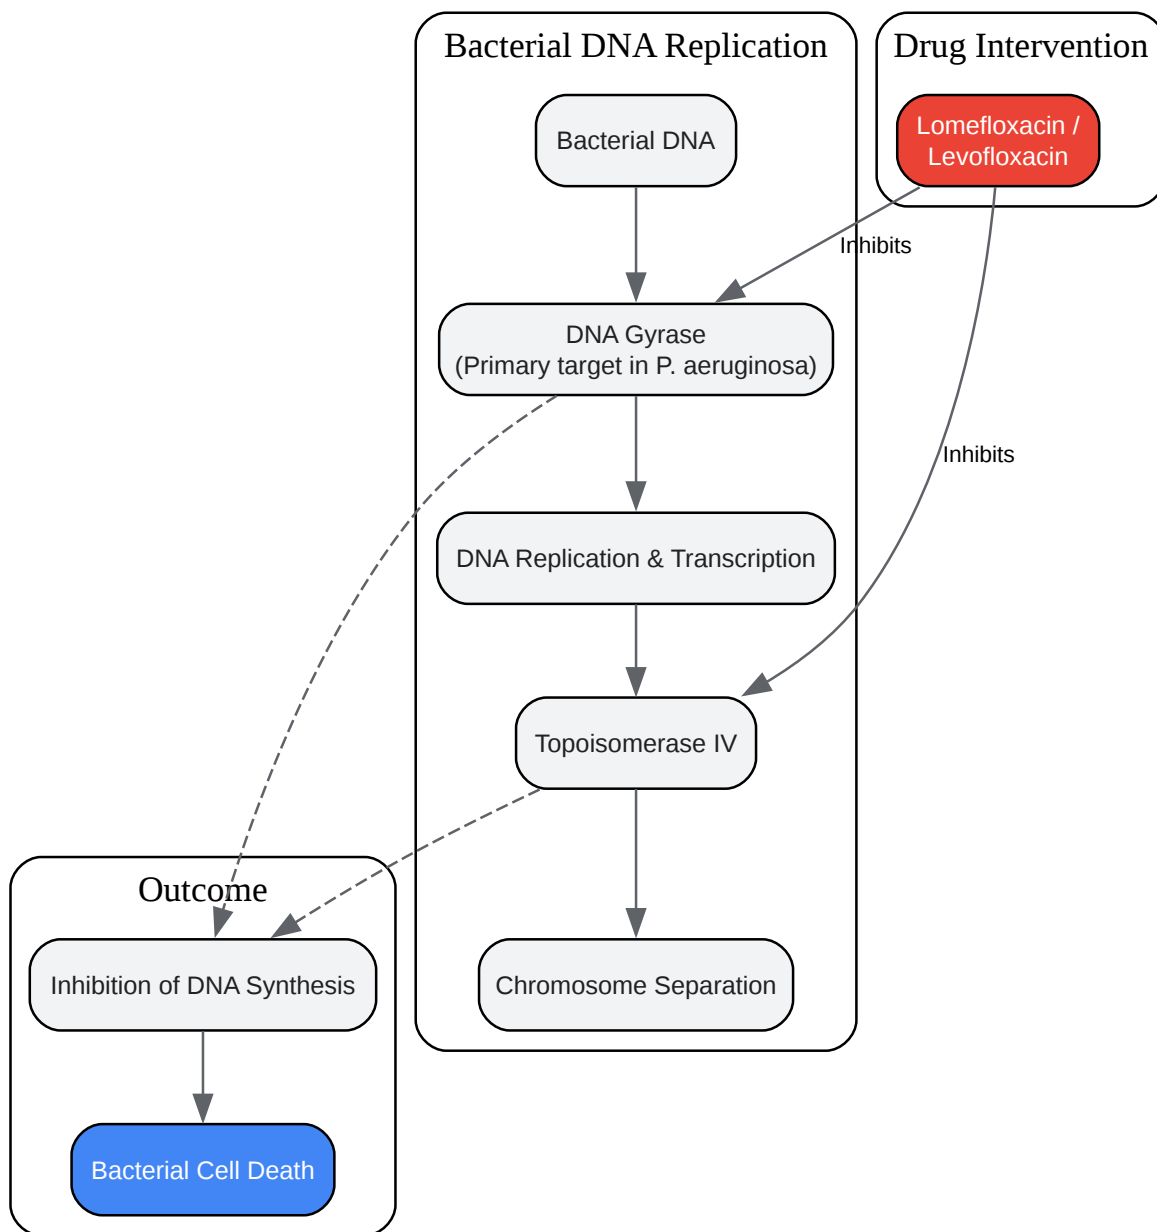 Bacterial DNA Replication
Drug Intervention
Bacterial DNA
Lomefloxacin /
Levofloxacin
Inhibits
DNA Gyrase
(Primary target in P. aeruginosa)
Inhibits
DNA Replication & Transcription
Topoisomerase IV
Outcome
Inhibition of DNA Synthesis
Chromosome Separation
Bacterial Cell Death